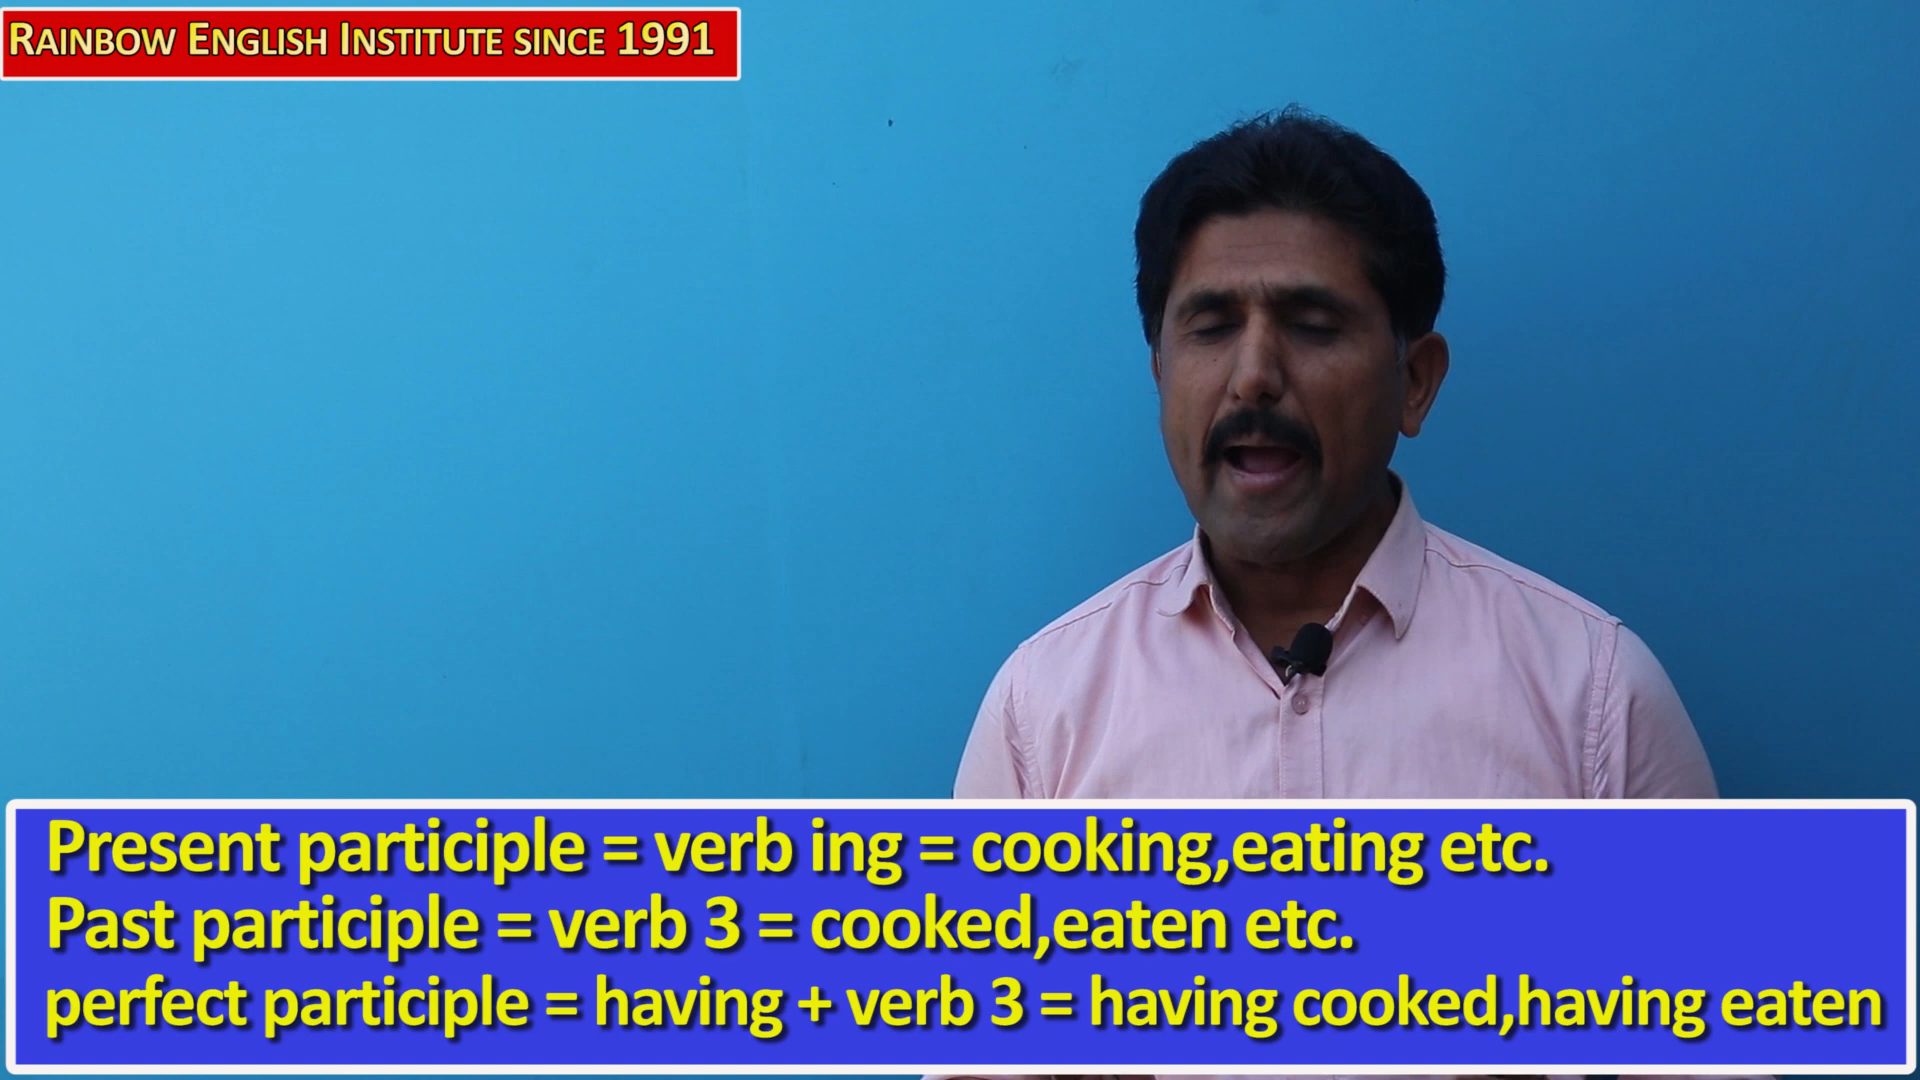 RAINBOW ENGLISH INSTITUTE SINCE 1991
Present participle = verb ing = cooking,eating etc.
Past participle = verb 3 = cooked,eaten etc.
perfect participle = having + verb 3 = having cooked,having eaten